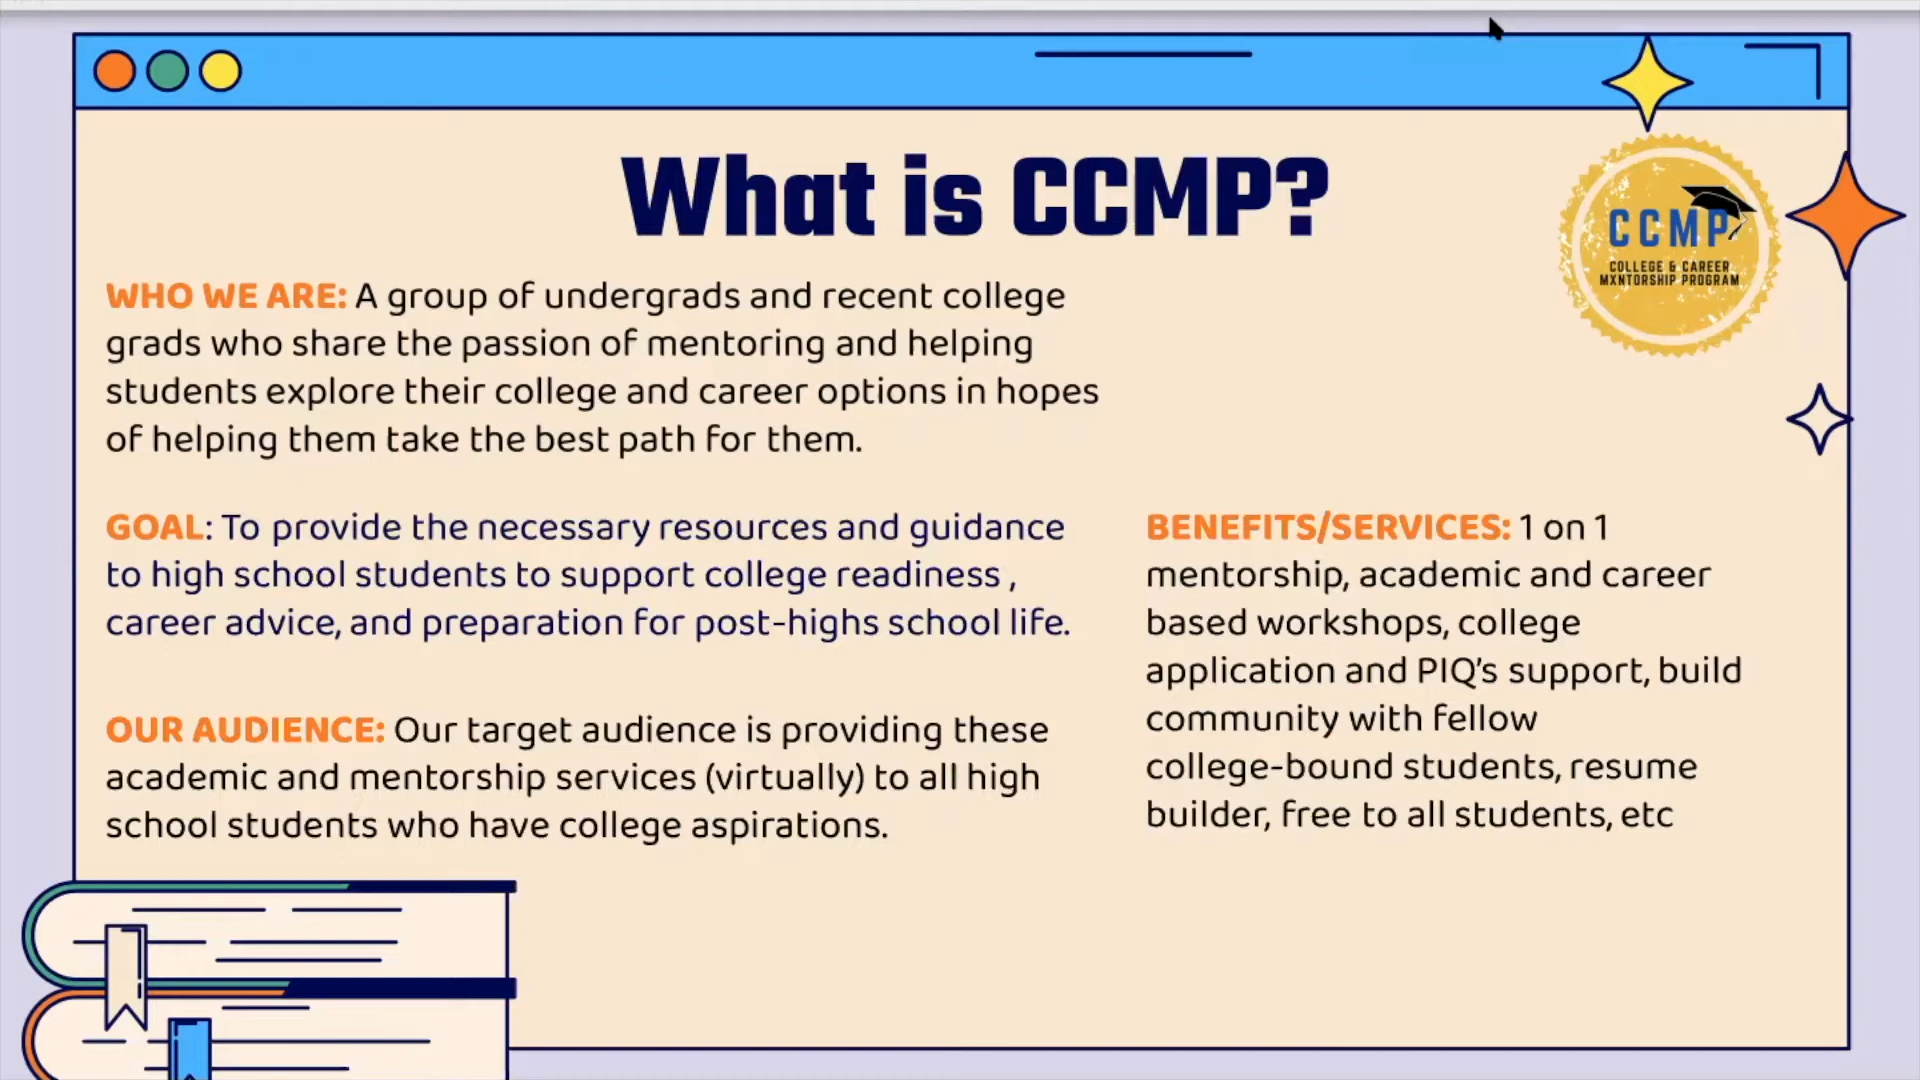 What is CCMP?
CCMP
COLLEGE & CAREER
MXNTORSHIP PROGRAM
WHO WE ARE: A group of undergrads and recent college
grads who share the passion of mentoring and helping
students explore their college and career options in hopes
of helping them take the best path for them.
GOAL: To provide the necessary resources and guidance
to high school students to support college readiness ,
career advice, and preparation for post-highs school life.
OUR AUDIENCE: Our target audience is providing these
academic and mentorship services (virtually) to all high
school students who have college aspirations.
BENEFITS/SERVICES: 1 on 1
mentorship, academic and career
based workshops, college
application and PIQ's support, build
community with fellow
college-bound students, resume
builder, free to all students, etc